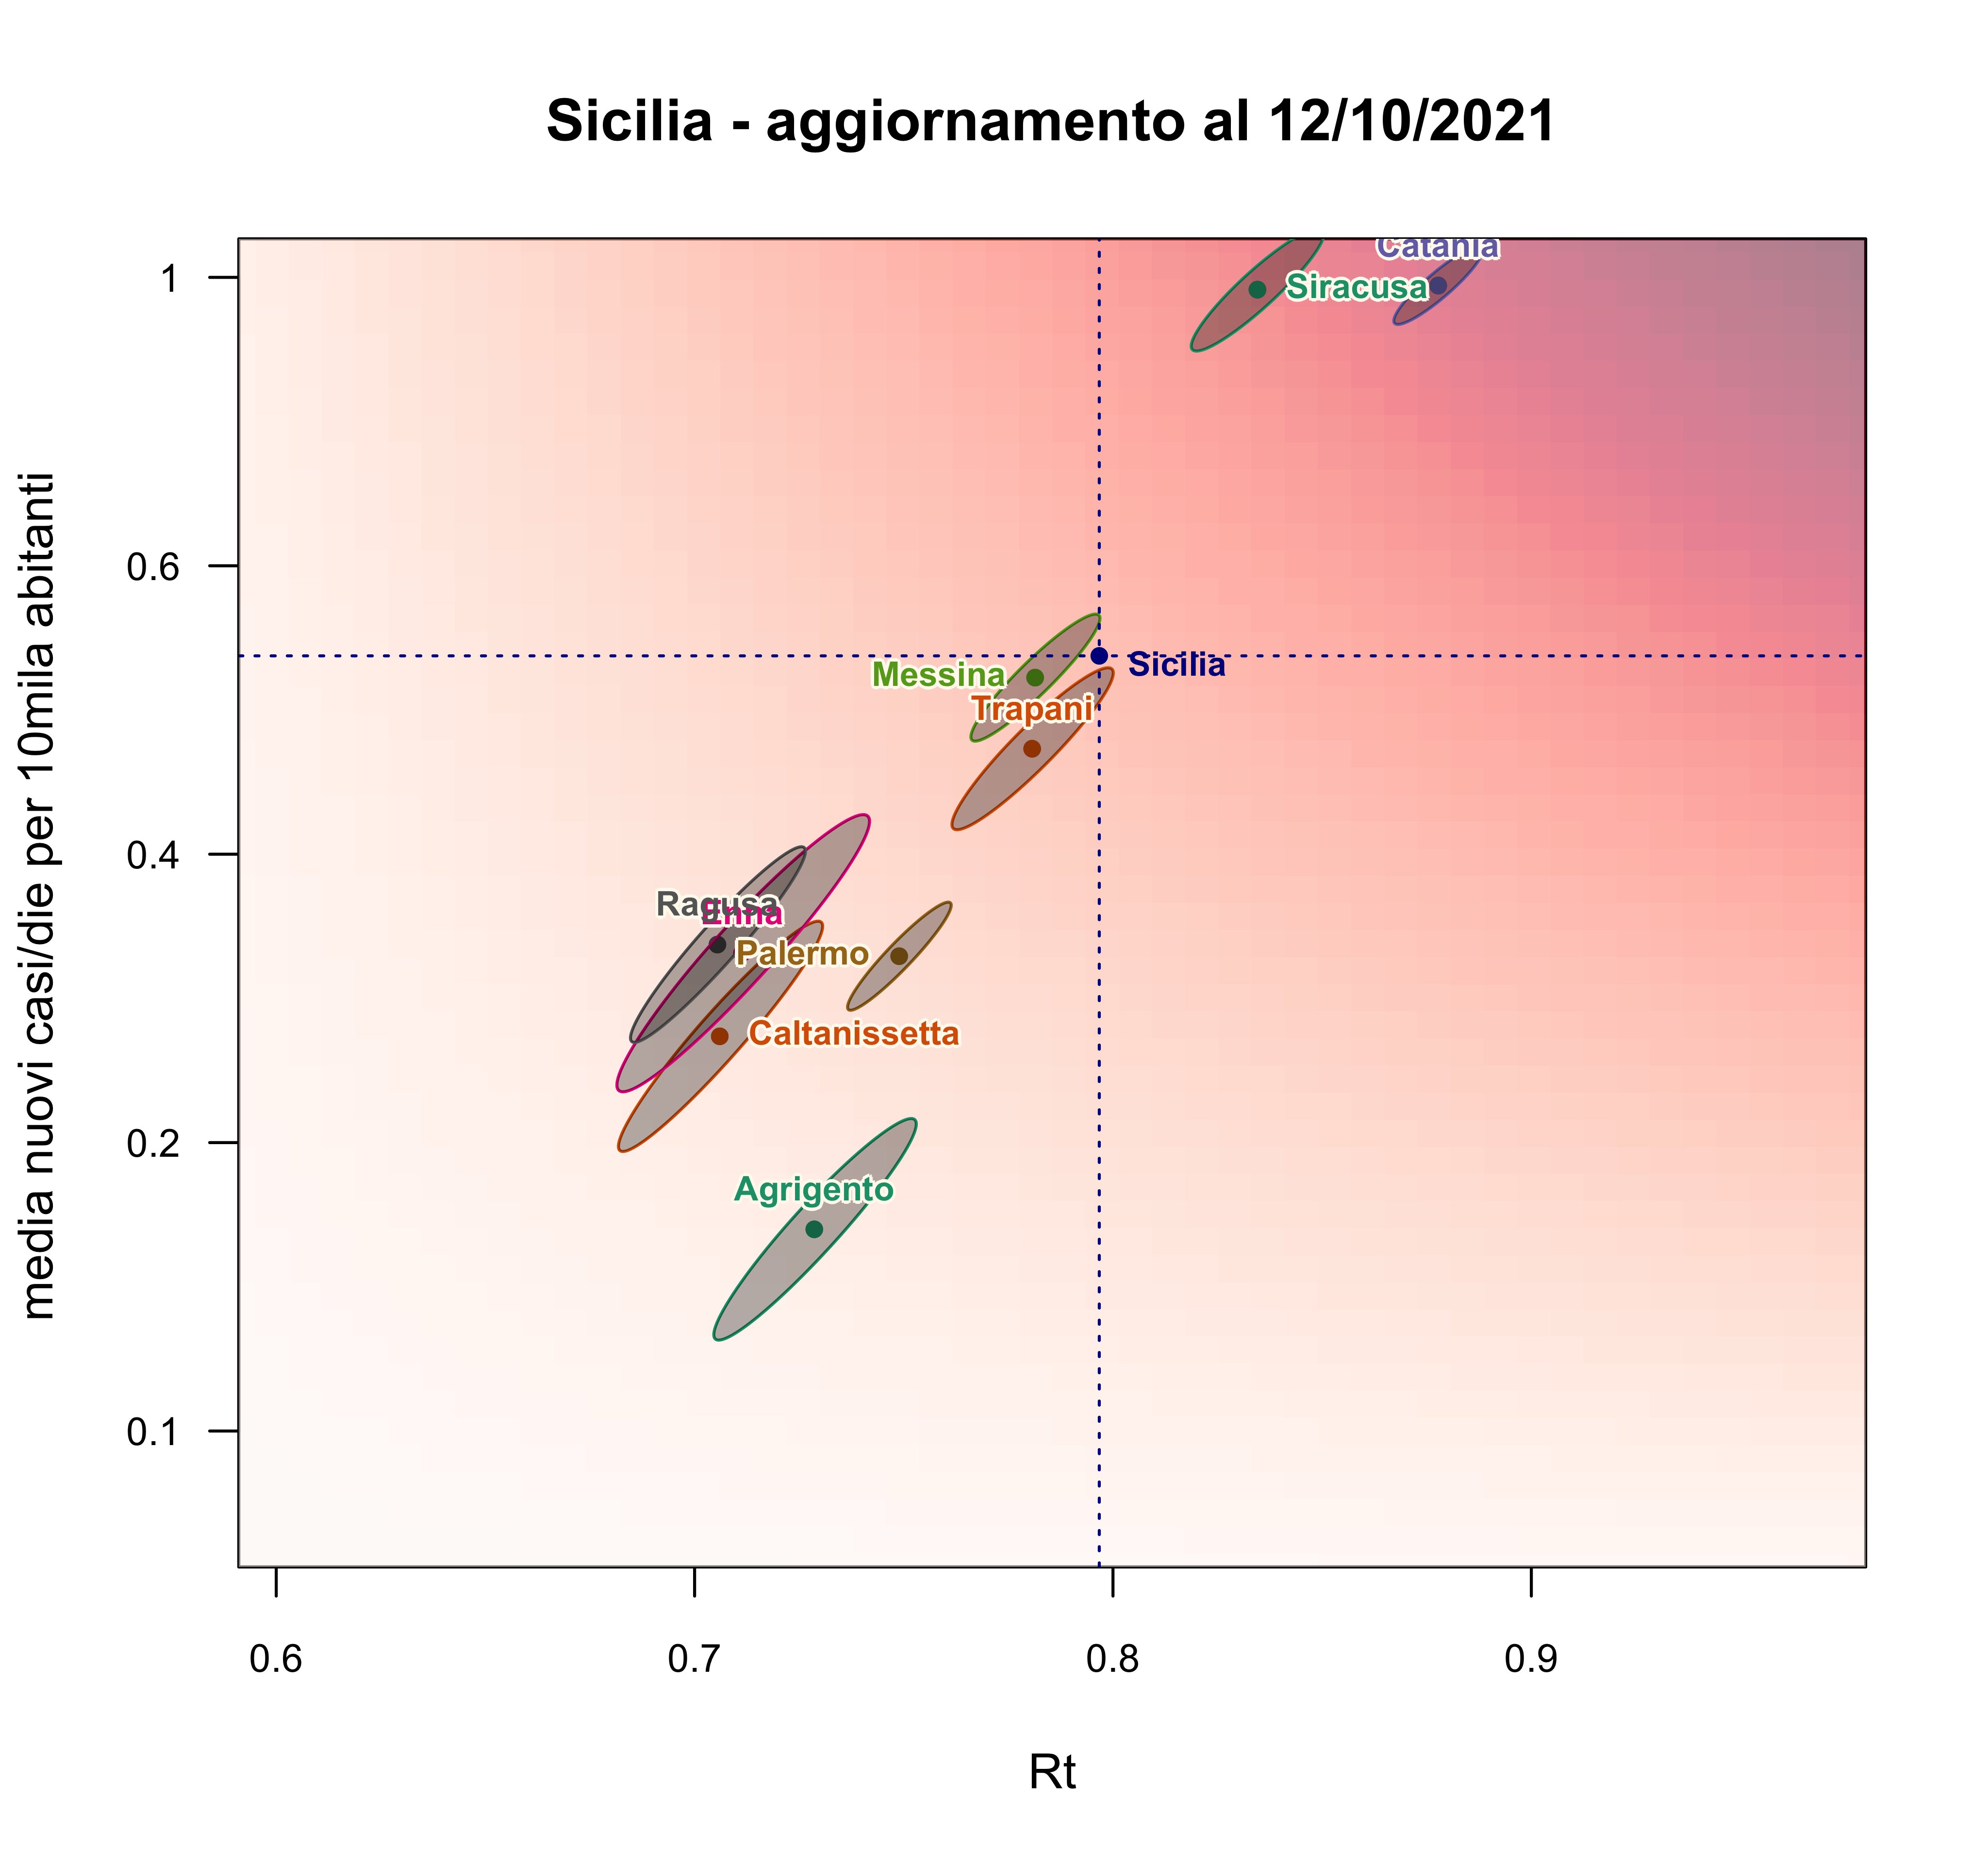 Sicilia - aggiornamento al 12/10/2021
media nuovi casi/die per 10mila abitanti
1
0.6
0.4
0.2
0.1
Catania
Siracusa
Sicilia
Messina
Trapani
Ragusa
Enna
Palermo
Caltanissetta
Agrigento
0.6
0.7
0.8
0.9
Rt